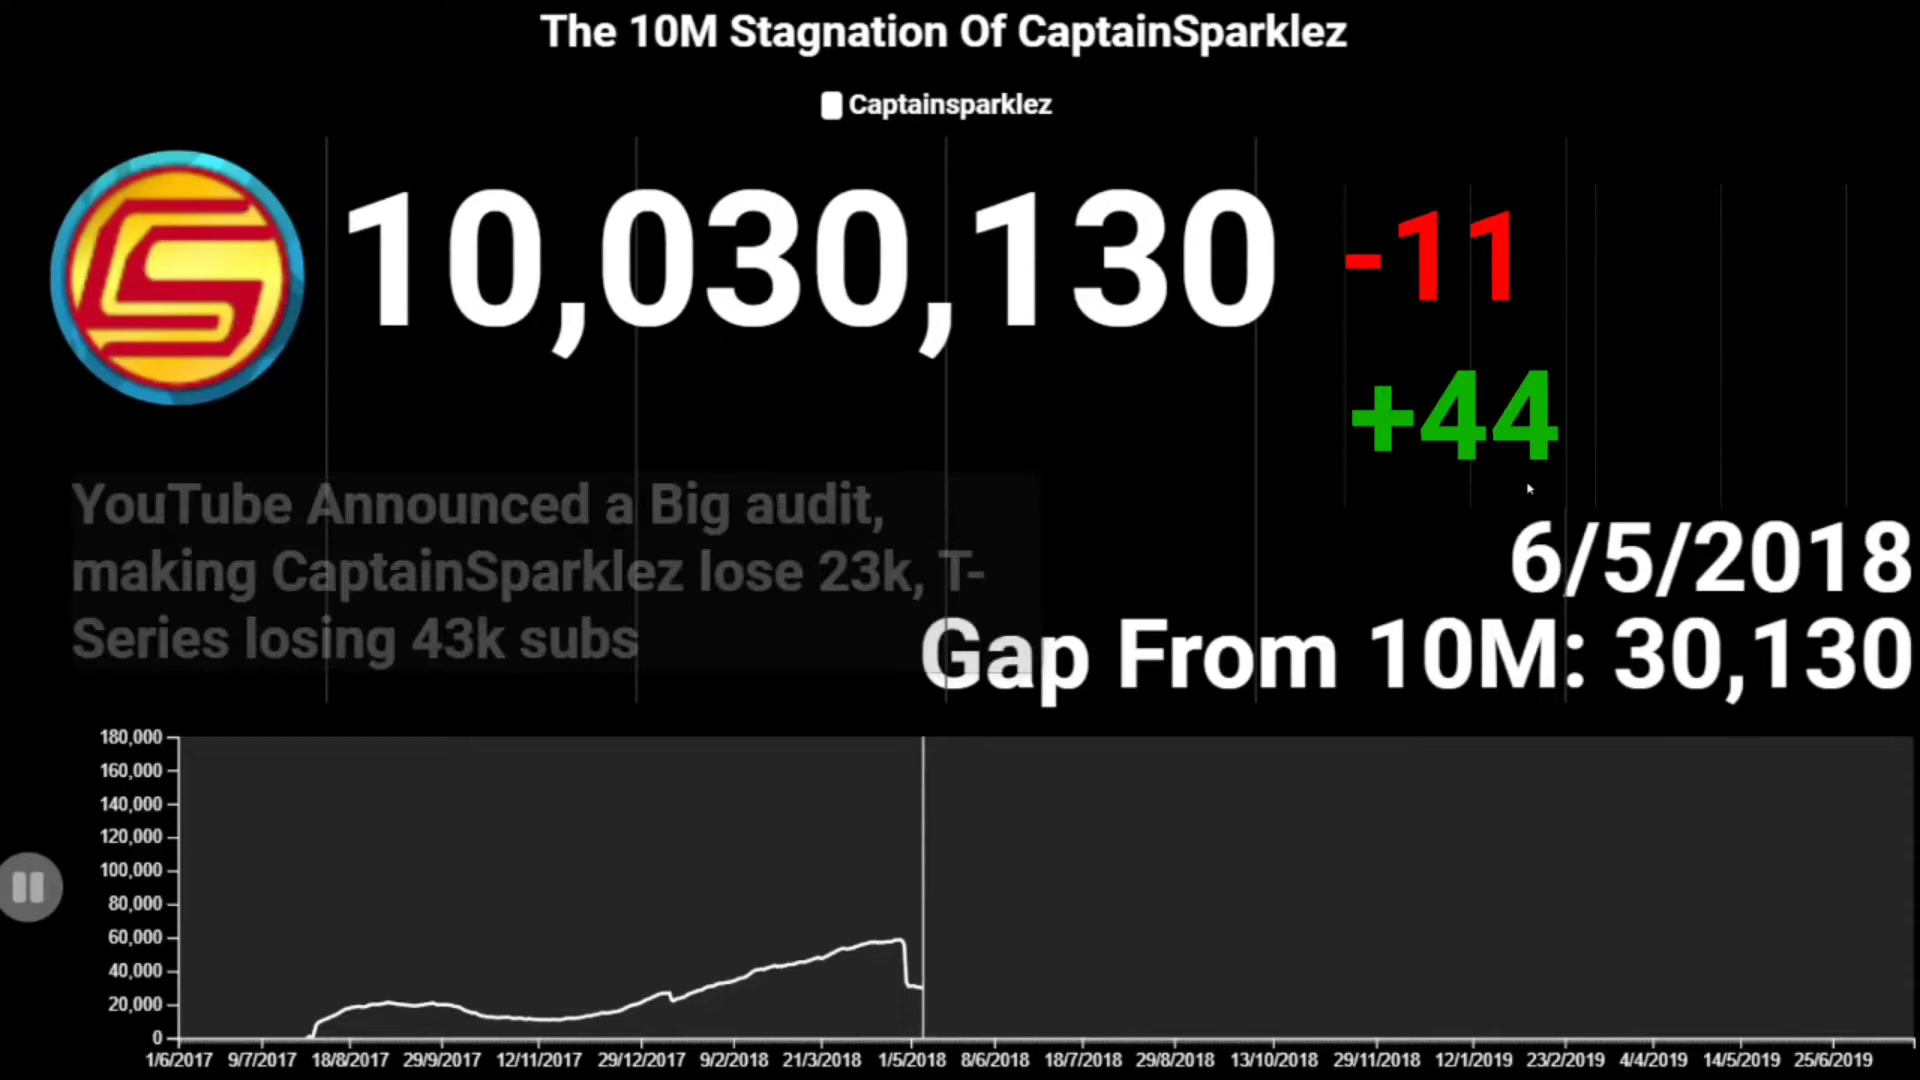 The 10M Stagnation Of CaptainSparklez
Captainsparklez
10,030,130
-11
+44
YouTube Announced a Big audit,
making CaptainSparklez lose 23k, T-
Series losing 43k subs
6/5/2018
Gap From 10M: 30,130
180,000
160,000
140,000
120,000
100,000
80,000
60,000
40,000
20,000
0
1/6/2017 9/7/2017 18/8/2017 29/9/2017 12/11/2017 29/12/2017 9/2/2018 21/3/2018 1/5/2018 8/6/2018 18/7/2018 29/8/2018 13/10/2018 29/11/2018 12/1/2019 23/2/2019 4/4/2019 14/5/2019 25/6/2019